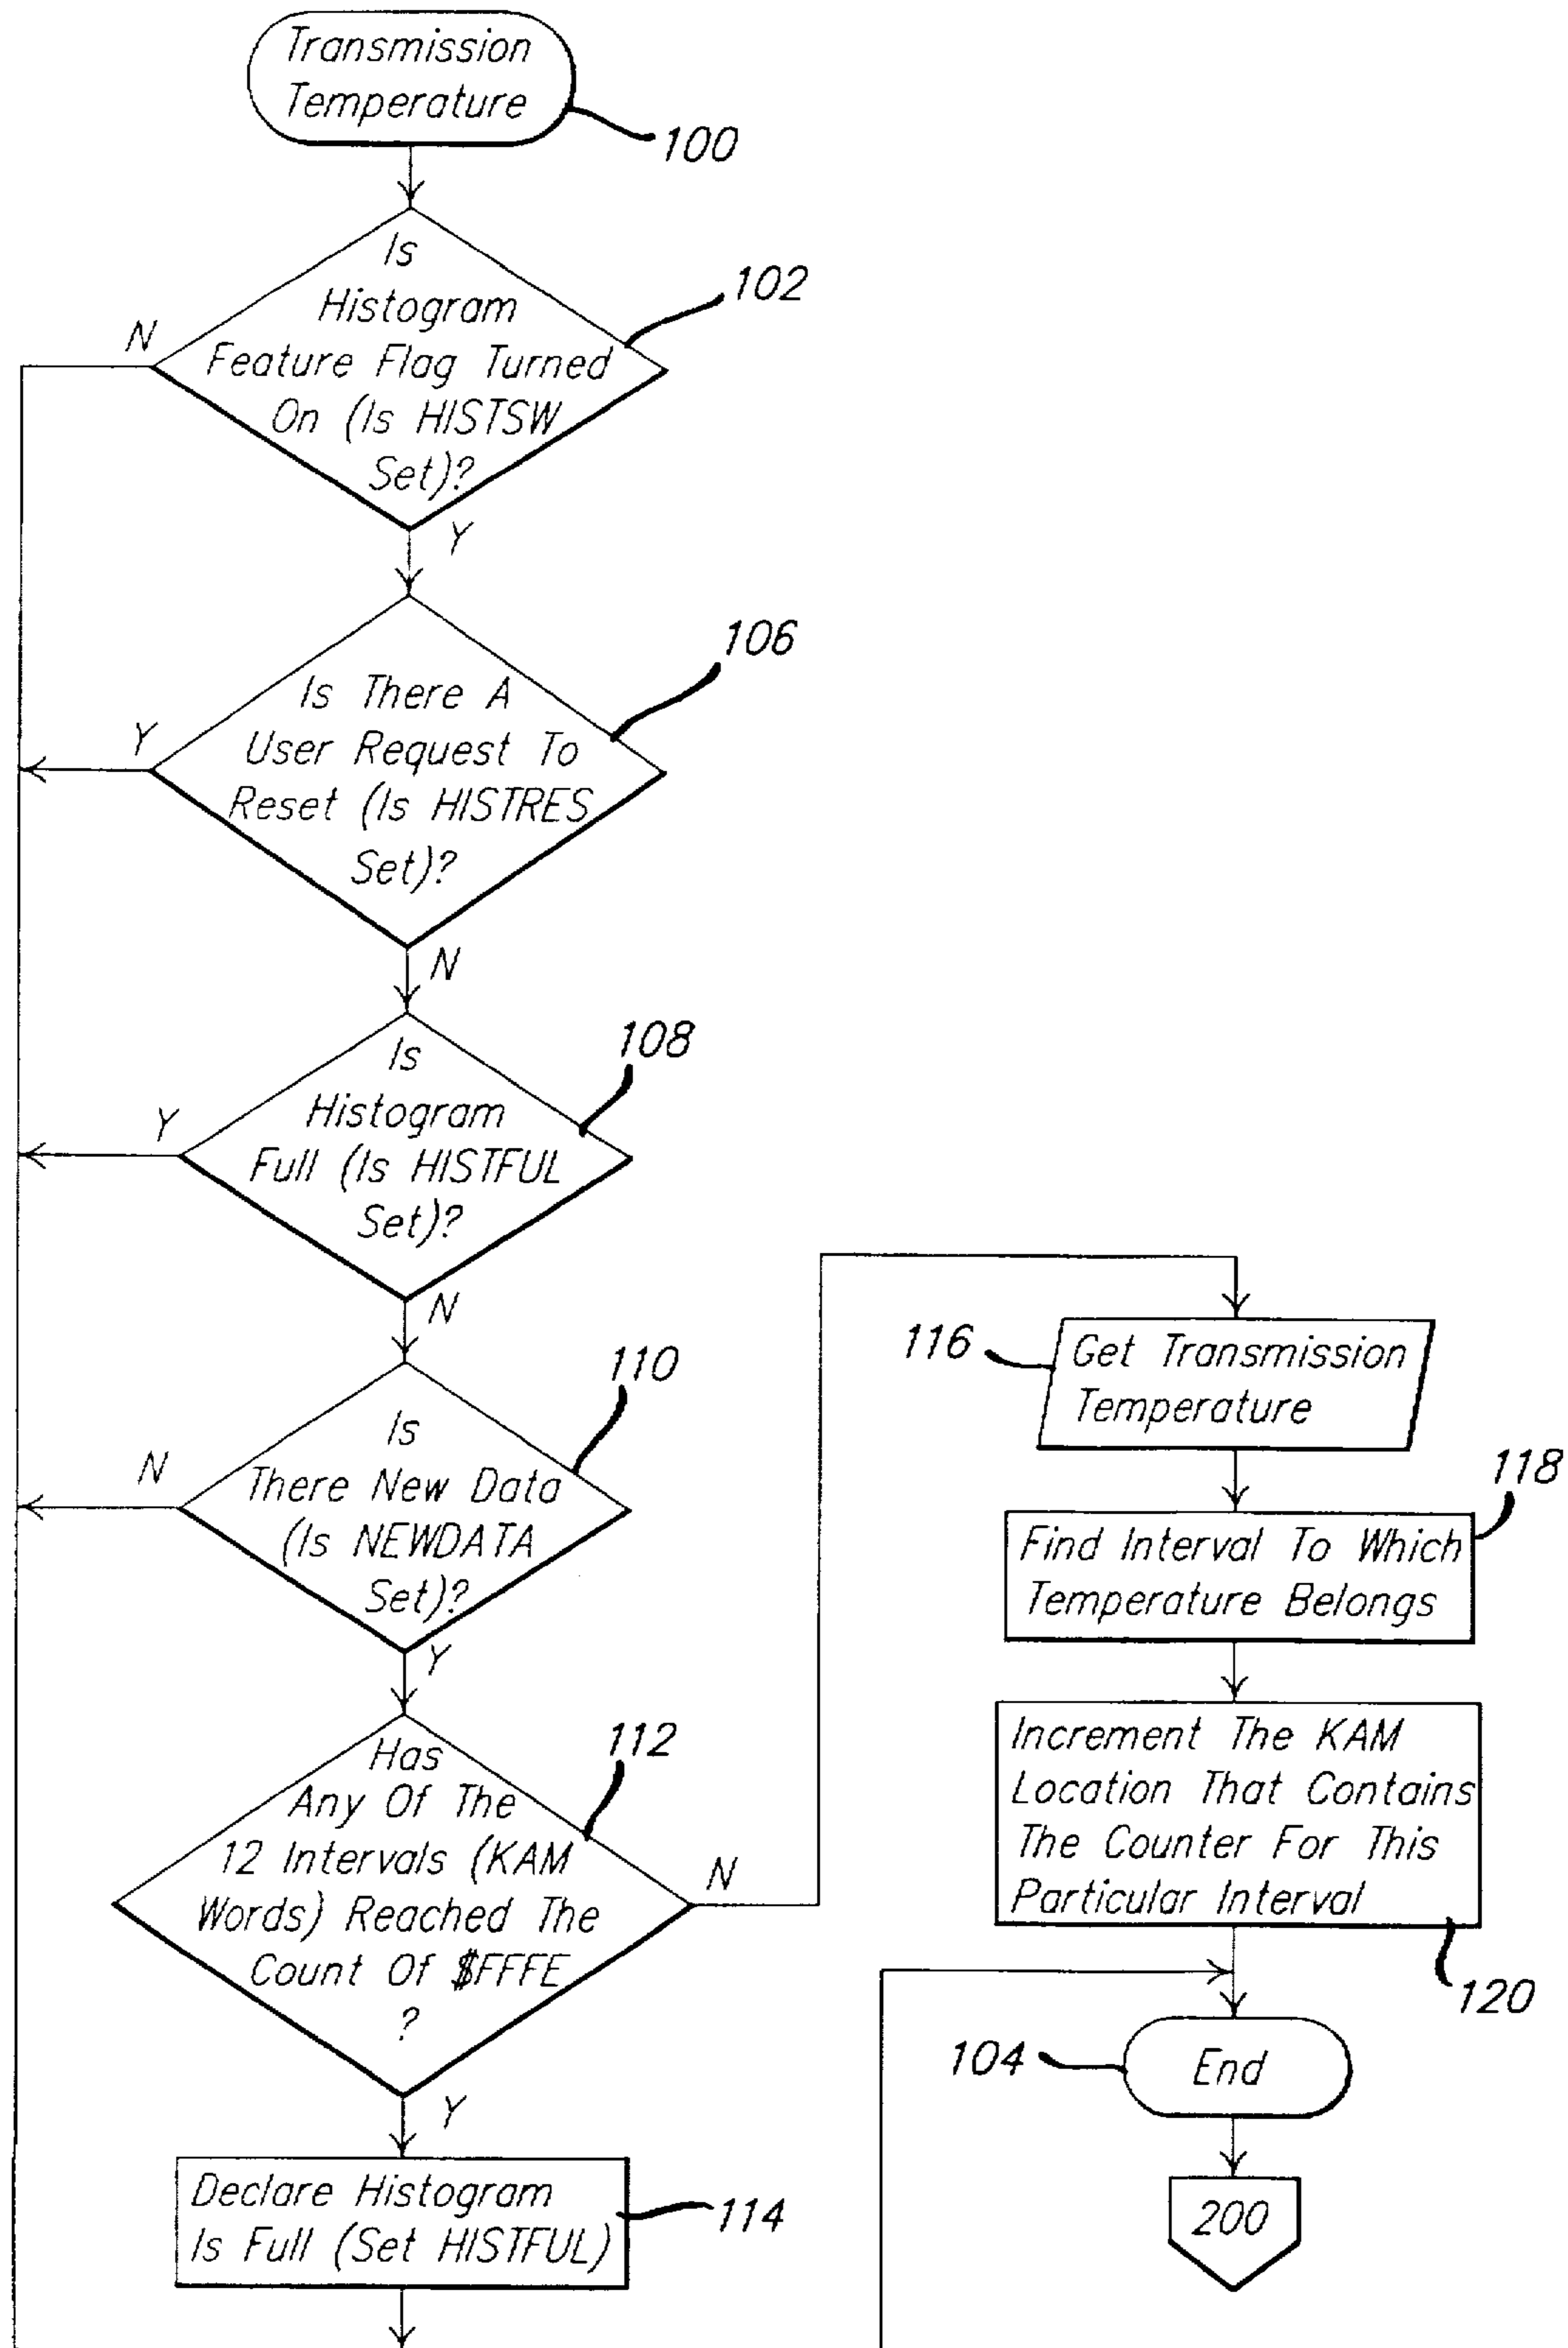 Transmission
Temperature
100
Is
Histogram
Feature Flag Turned
On (Is HISTSW
Set)?
102
N
Y
Is There A
User Request To
Reset (Is HISTRES
Set)?
106
Y
N
Is
Histogram
Full (Is HISTFUL
Set)?
108
Y
N
Is
There New Data
(Is NEWDATA
Set)?
110
N
Y
Has
Any Of The
12 Intervals (KAM
Words) Reached The
Count Of $FFFE
?
112
N
Y
Declare Histogram
Is Full (Set HISTFUL)
114
116
Get Transmission
Temperature
118
Find Interval To Which
Temperature Belongs
Increment The KAM
Location That Contains
The Counter For This
Particular Interval
120
104
End
200